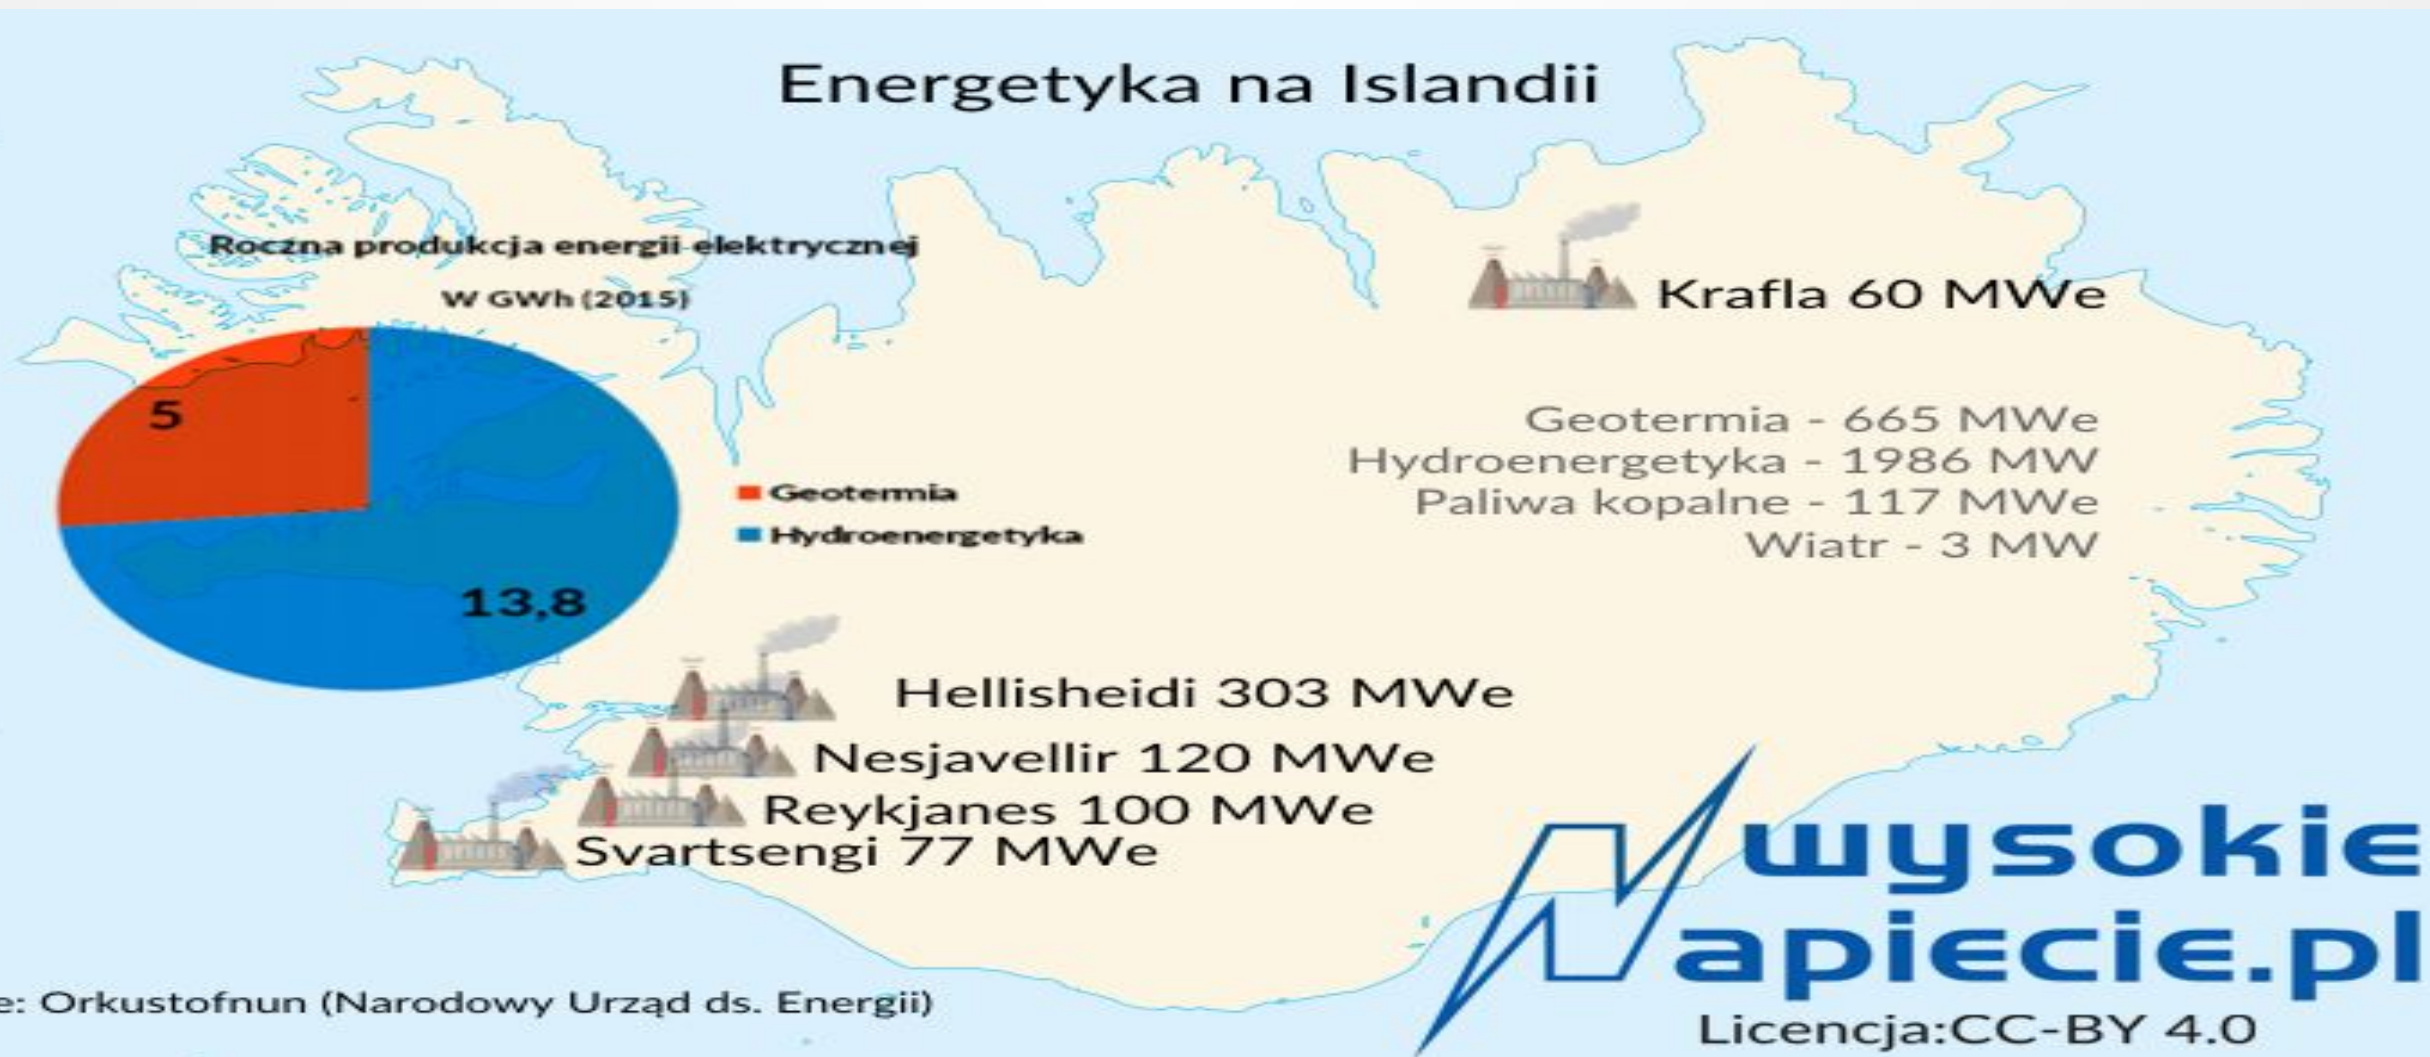 Energetyka na Islandii
Roczna produkcja energii elektrycznej
W GWh (2015)
5
13,8
Geotermia
Hydroenergetyka
Krafla 60 MWe
Geotermia - 665 MWe
Hydroenergetyka - 1986 MW
Paliwa kopalne - 117 MWe
Wiatr - 3 MW
Hellisheidi 303 MWe
Nesjavellir 120 MWe
Reykjanes 100 MWe
Svartsengi 77 MWe
wysokie
Napiecie.pl
e: Orkustofnun (Narodowy Urząd ds. Energii)
Licencja:CC-BY 4.0